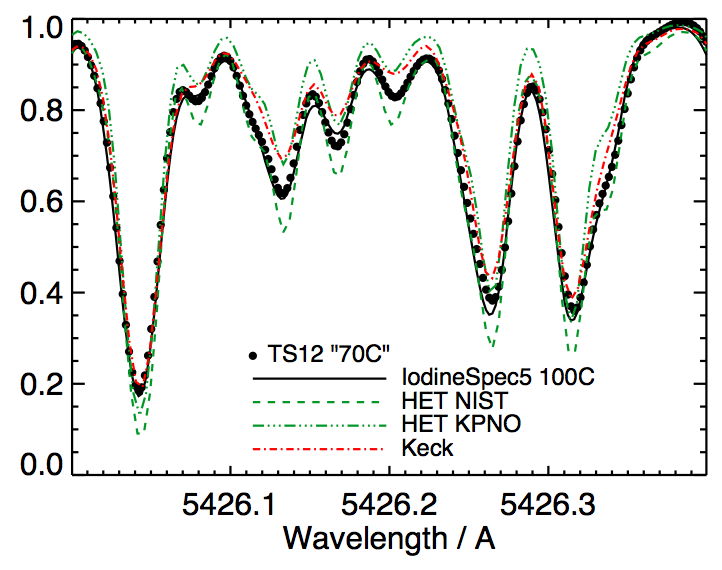 1.0
0.8
0.6
0.4
0.2
0.0
TS12 "70C"
IodineSpec5 100C
HET NIST
HET KPNO
Keck
5426.1 5426.2 5426.3
Wavelength / A